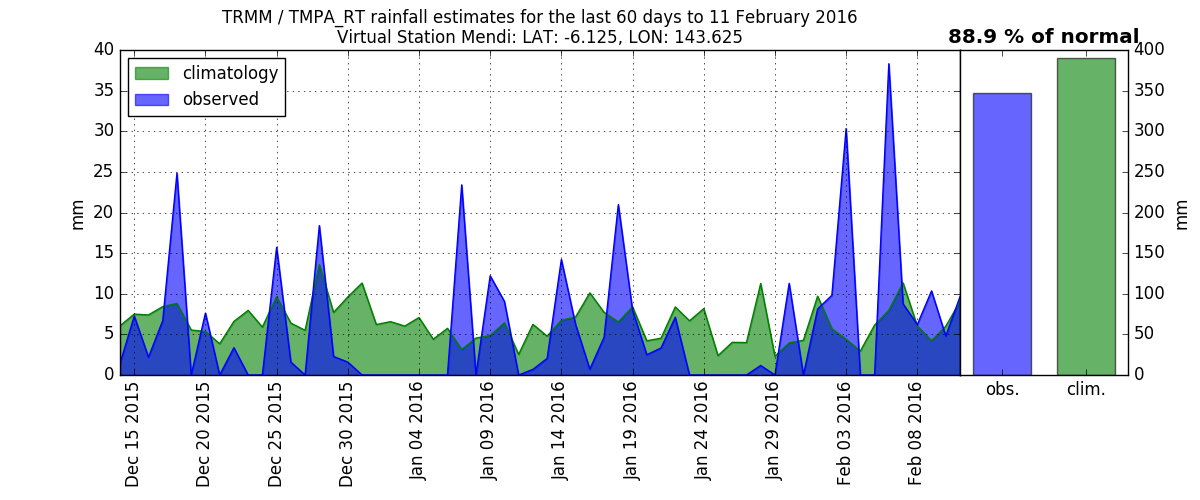 TRMM / TMPA_RT rainfall estimates for the last 60 days to 11 February 2016
Virtual Station Mendi: LAT: -6.125, LON: 143.625
88.9 % of normal
climatology
observed
mm
40
35
30
25
20
15
10
5
0
Dec 15 2015
Dec 20 2015
Dec 25 2015
Dec 30 2015
Jan 04 2016
Jan 09 2016
Jan 14 2016
Jan 19 2016
Jan 24 2016
Jan 29 2016
Feb 03 2016
Feb 08 2016
400
350
300
250
200
150
100
50
0
mm
obs.
clim.